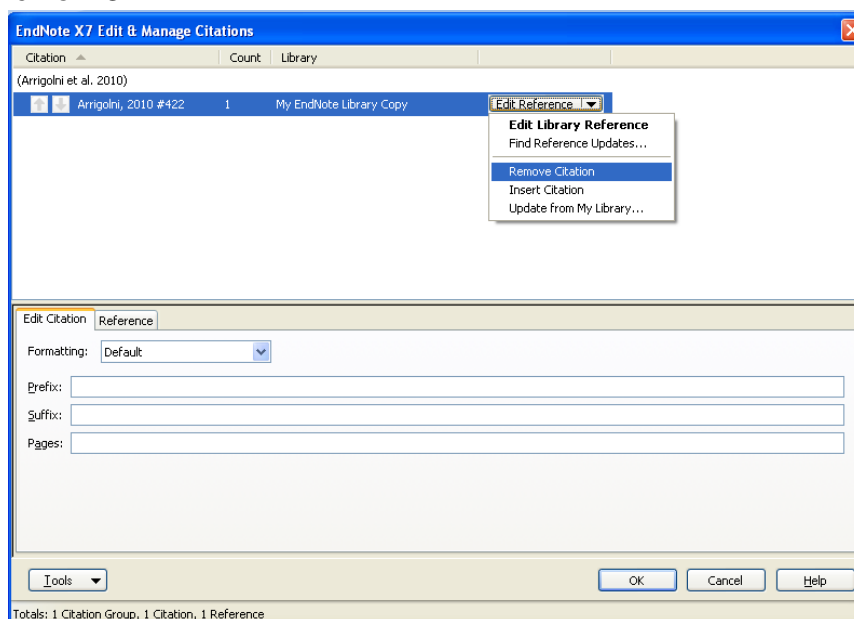 EndNote X7 Edit & Manage Citations
Citation Count Library
(Arrigolni et al. 2010)
Arrigolni, 2010 #422 1 My EndNote Library Copy Edit Reference
Edit Library Reference
Find Reference Updates...
Remove Citation
Insert Citation
Update from My Library...
Edit Citation Reference
Formatting: Default
Prefix:
Suffix:
Pages:
Tools OK Cancel Help
Totals: 1 Citation Group, 1 Citation, 1 Reference